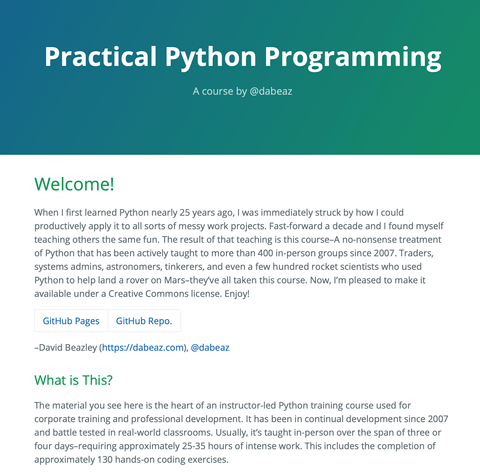 Practical Python Programming
A course by @dabeaz
Welcome!
When I first learned Python nearly 25 years ago, I was immediately struck by how I could
productively apply it to all sorts of messy work projects. Fast-forward a decade and I found myself
teaching others the same fun. The result of that teaching is this course–A no-nonsense treatment
of Python that has been actively taught to more than 400 in-person groups since 2007. Traders,
systems admins, astronomers, tinkerers, and even a few hundred rocket scientists who used
Python to help land a rover on Mars–they’ve all taken this course. Now, I’m pleased to make it
available under a Creative Commons license. Enjoy!
GitHub Pages GitHub Repo.
–David Beazley (https://dabeaz.com), @dabeaz
What is This?
The material you see here is the heart of an instructor-led Python training course used for
corporate training and professional development. It has been in continual development since 2007
and battle tested in real-world classrooms. Usually, it’s taught in-person over the span of three or
four days–requiring approximately 25-35 hours of intense work. This includes the completion of
approximately 130 hands-on coding exercises.